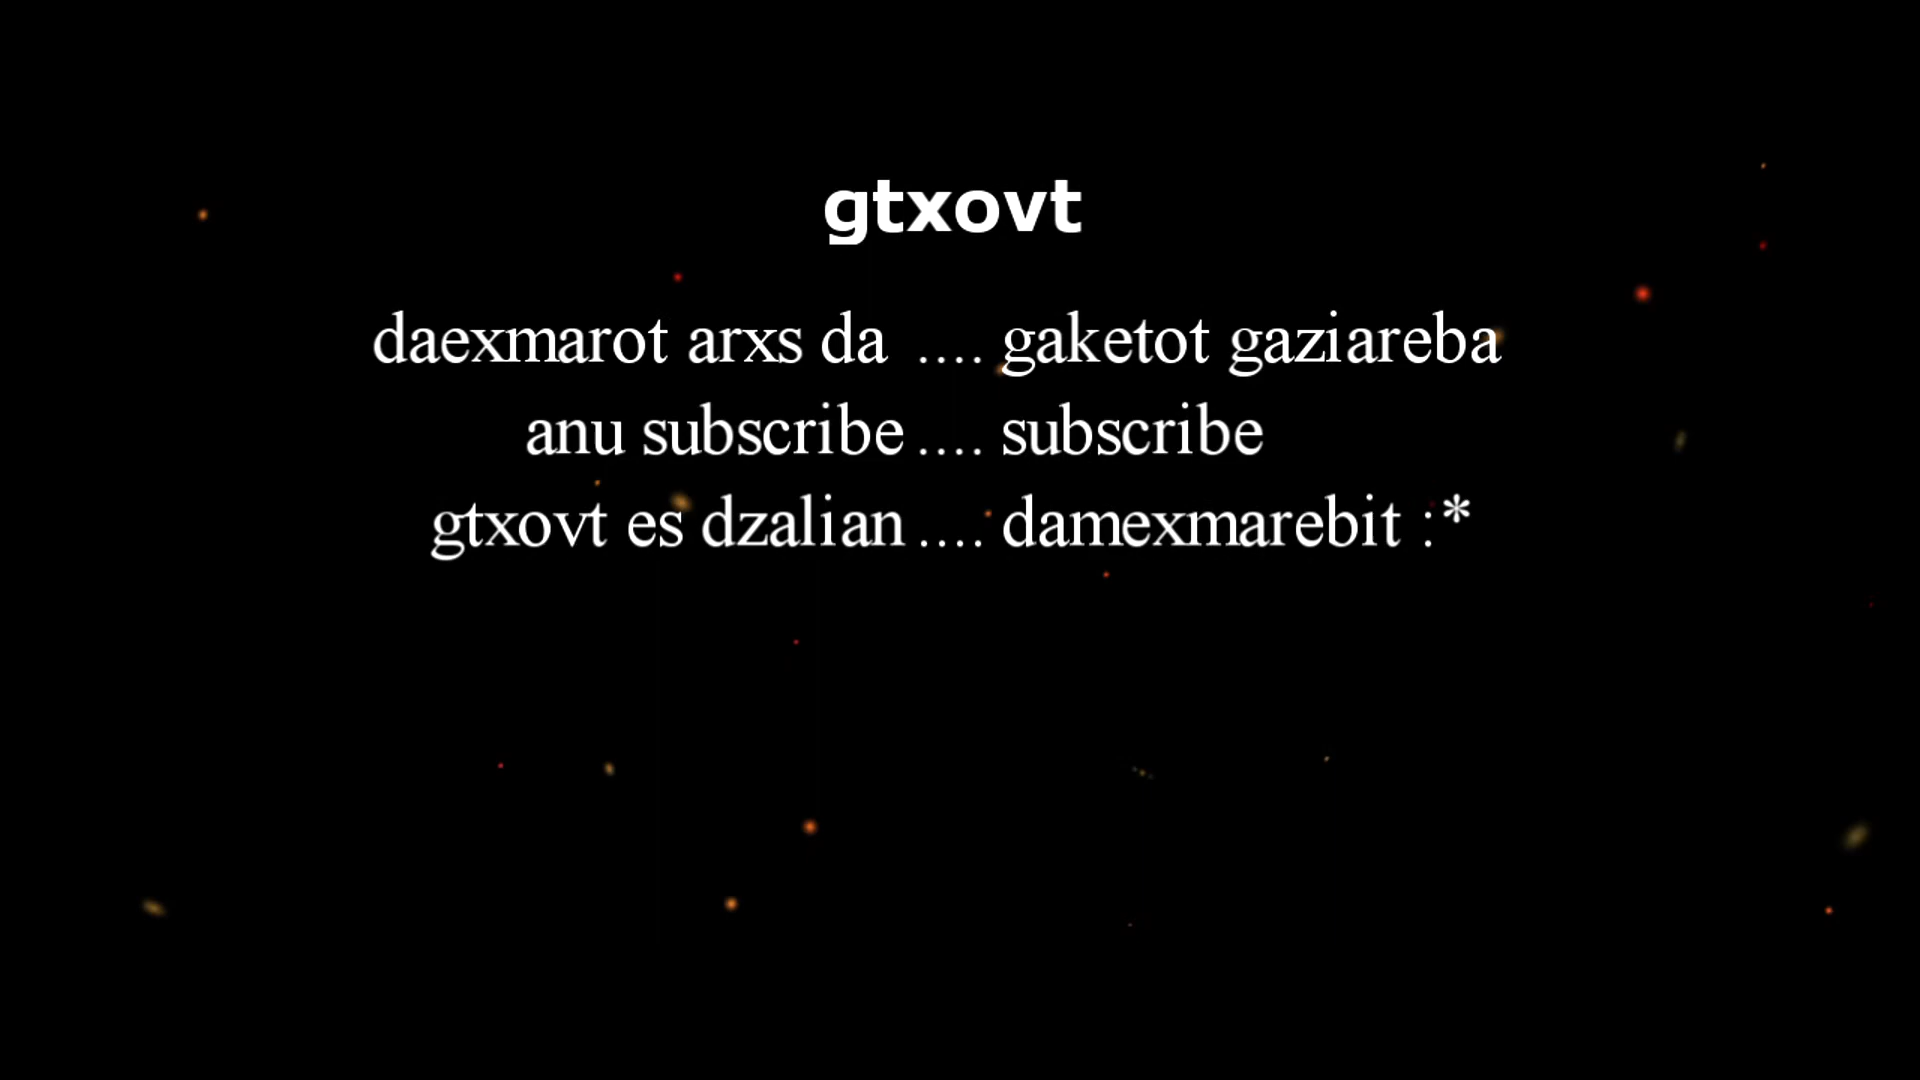 gtxovt
daexmarot arxs da .... gaketot gaziareba
anu subscribe .... subscribe
gtxovt es dzalian .... damexmarebit :*